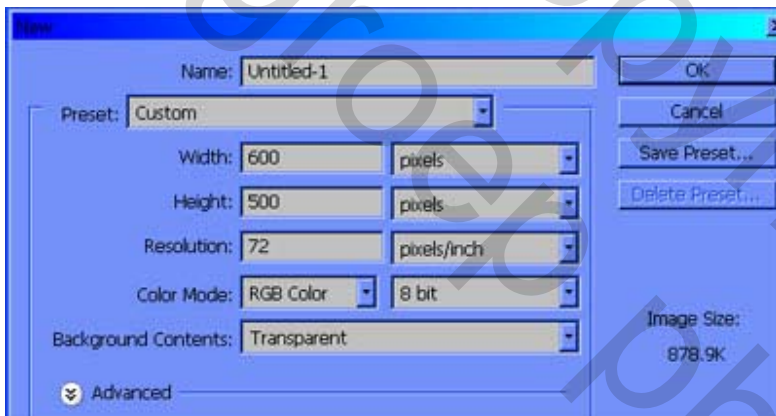 New
Name: Untitled-1
OK
Preset: Custom
Cancel
Width: 600 pixels
Save Preset...
Height: 500 pixels
Delete Preset...
Resolution: 72 pixels/inch
Color Mode: RGB Color 8 bit
Image Size:
Background Contents: Transparent
878.9K
Advanced